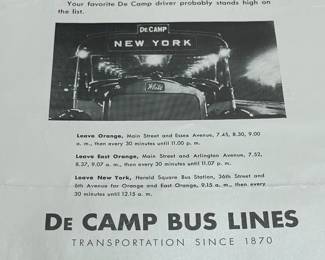 Your favorite De Camp driver probably stands high on
the list.
DE CAMP
NEW YORK
White
Leave Orange, Main Street and Essex Avenue, 7.45, 8.30, 9.00
a. m., then every 30 minutes until 11.00 p. m.
Leave East Orange, Main Street and Arlington Avenue, 7.52,
8.37, 9.07 a. m., then every 30 minutes until 11.07 p. m.
Leave New York, Herald Square Bus Station, 36th Street and
6th Avenue for Orange and East Orange, 9.15 a. m., then every
30 minutes until 12.15 a. m.
DE CAMP BUS LINES
TRANSPORTATION SINCE 1870